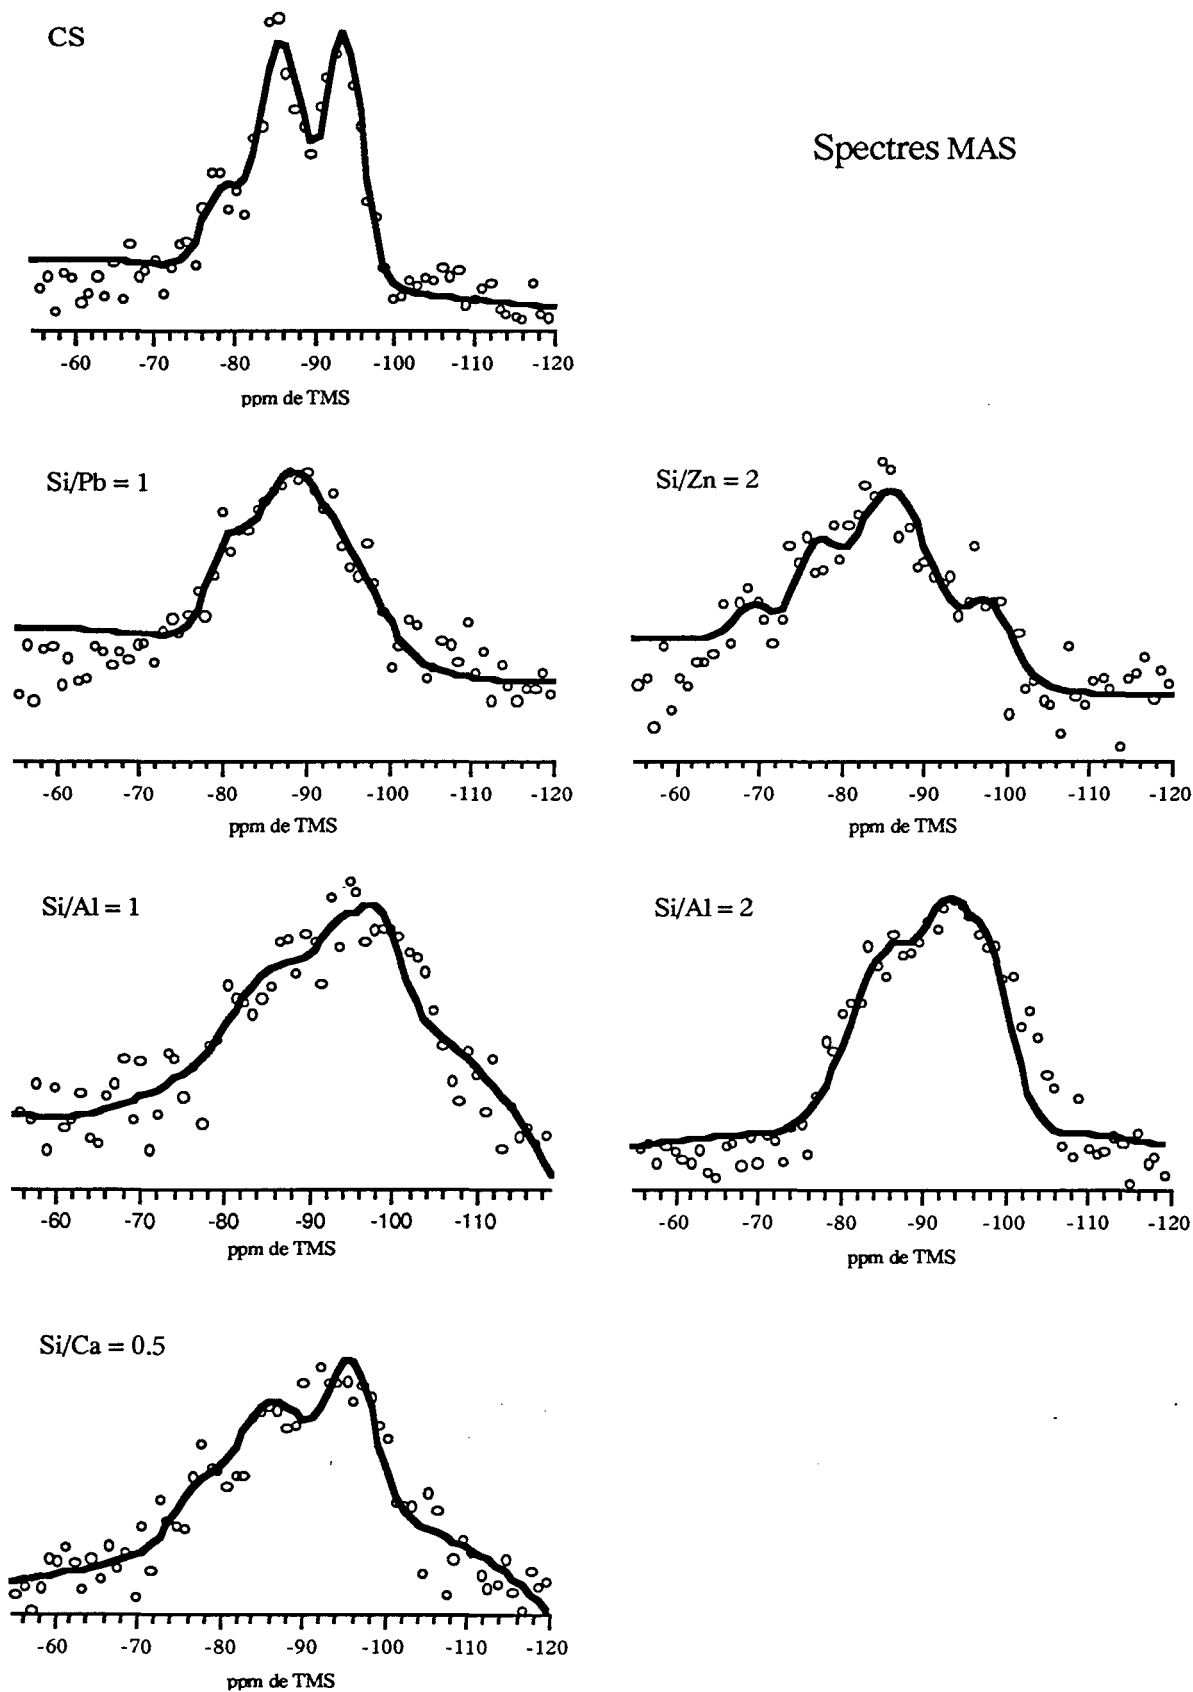 CS
Spectres MAS
-60 -70 -80 -90 -100 -110 -120
ppm de TMS
Si/Pb = 1
Si/Zn = 2
-60 -70 -80 -90 -100 -110 -120
-60 -70 -80 -90 -100 -110 -120
ppm de TMS
ppm de TMS
Si/Al = 1
Si/Al = 2
-60 -70 -80 -90 -100 -110
-60 -70 -80 -90 -100 -110 -120
ppm de TMS
ppm de TMS
Si/Ca = 0.5
-60 -70 -80 -90 -100 -110 -120
ppm de TMS